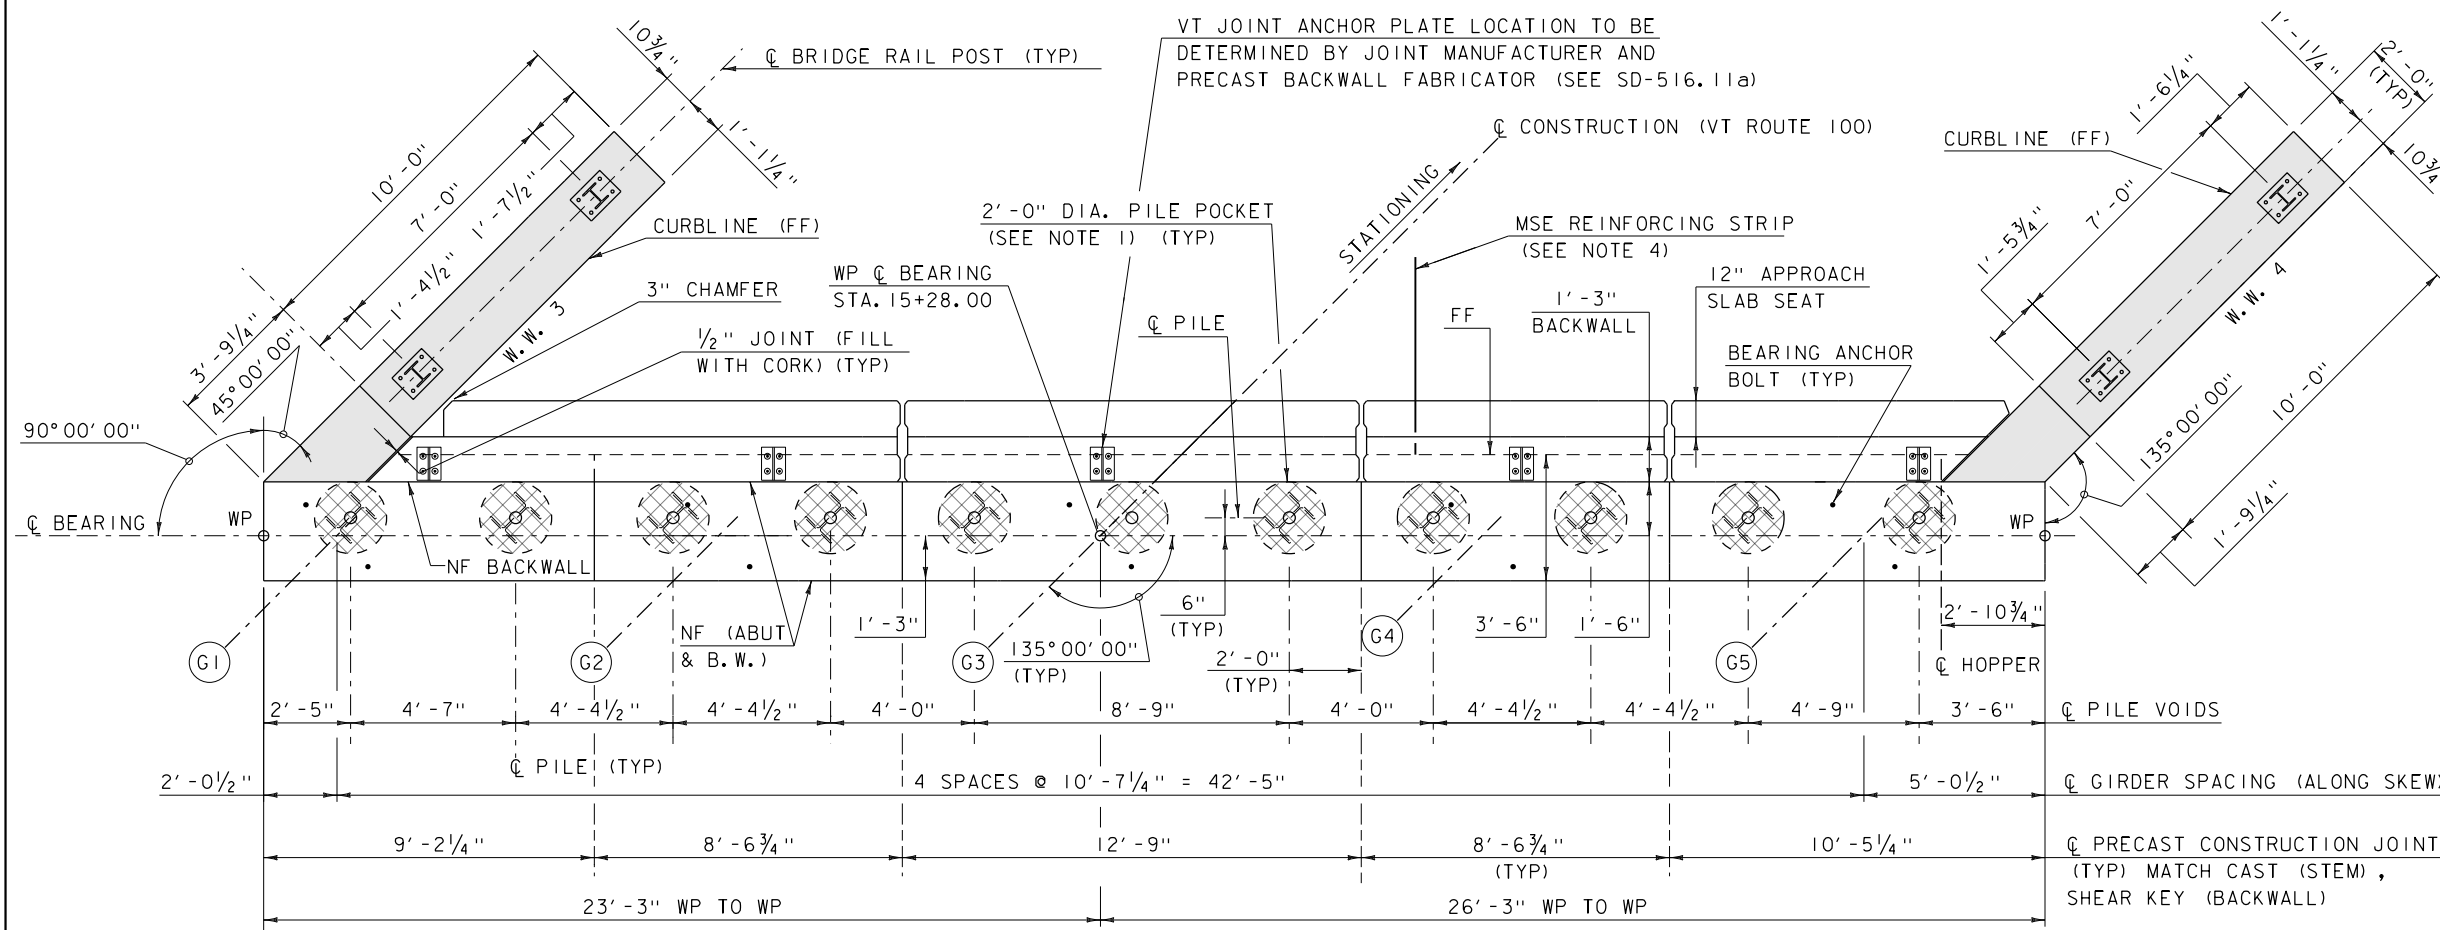 VT JOINT ANCHOR PLATE LOCATION TO BE
DETERMINED BY JOINT MANUFACTURER AND
PRECAST BACKWALL FABRICATOR (SEE SD-516.11a)
10¾"
℄ BRIDGE RAIL POST (TYP)
1'-1¼"
10'-0"
7'-0"
1'-7½"
1'-4½"
3'-9¼"
45°00'00"
90°00'00"
CURBLINE (FF)
W.W. 3
3" CHAMFER
½" JOINT (FILL
WITH CORK) (TYP)
2'-0" DIA. PILE POCKET
(SEE NOTE 1) (TYP)
WP ℄ BEARING
STA. 15+28.00
℄ PILE
STATIONING
℄ CONSTRUCTION (VT ROUTE 100)
MSE REINFORCING STRIP
(SEE NOTE 4)
FF
1'-3"
BACKWALL
12" APPROACH
SLAB SEAT
BEARING ANCHOR
BOLT (TYP)
CURBLINE (FF)
1'-1¼"
2'-0"
(TYP)
1'-6¼"
10¾
7'-0"
1'-5¾"
W.W. 4
10'-0"
135°00'00"
1'-9¼"
℄ BEARING
WP
WP
NF BACKWALL
NF (ABUT
& B.W.)
1'-3"
135°00'00"
(TYP)
6"
(TYP)
2'-0"
(TYP)
3'-6"
1'-6"
2'-10¾"
℄ HOPPER
G1
G2
G3
G4
G5
2'-5"
4'-7"
4'-4½"
4'-4½"
4'-0"
8'-9"
4'-0"
4'-4½"
4'-4½"
4'-9"
3'-6"
℄ PILE VOIDS
℄ PILE (TYP)
2'-0½"
4 SPACES @ 10'-7¼" = 42'-5"
5'-0½"
℄ GIRDER SPACING (ALONG SKEW)
9'-2¼"
8'-6¾"
12'-9"
8'-6¾"
(TYP)
10'-5¼"
℄ PRECAST CONSTRUCTION JOINT
(TYP) MATCH CAST (STEM),
SHEAR KEY (BACKWALL)
23'-3" WP TO WP
26'-3" WP TO WP